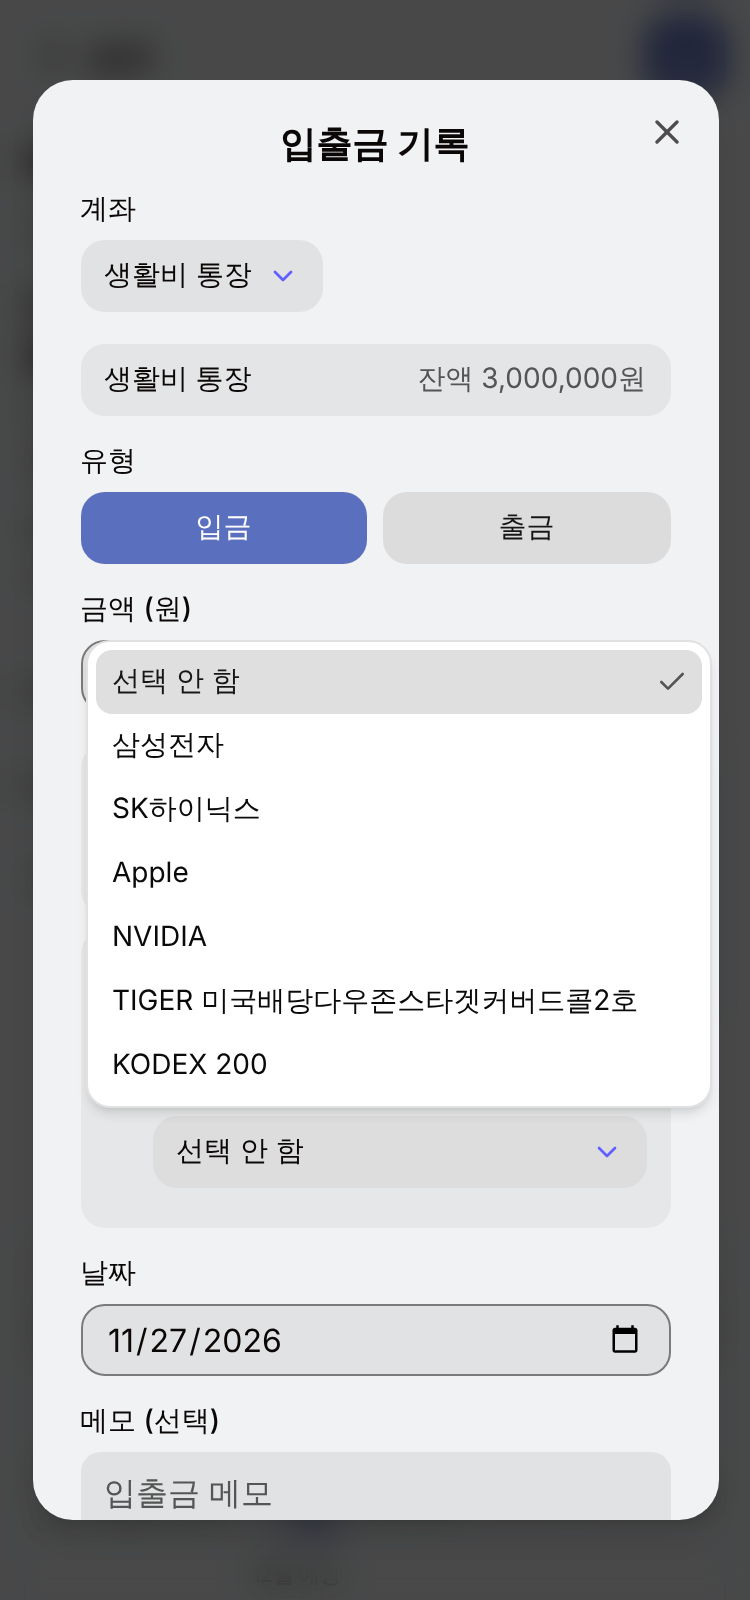 입출금 기록
계좌
생활비 통장
생활비 통장 잔액 3,000,000원
유형
입금 출금
금액 (원)
선택 안 함
삼성전자
SK하이닉스
Apple
NVIDIA
TIGER 미국배당다우존스타겟커버드콜2호
KODEX 200
선택 안 함
날짜
11/27/2026
메모 (선택)
입출금 메모